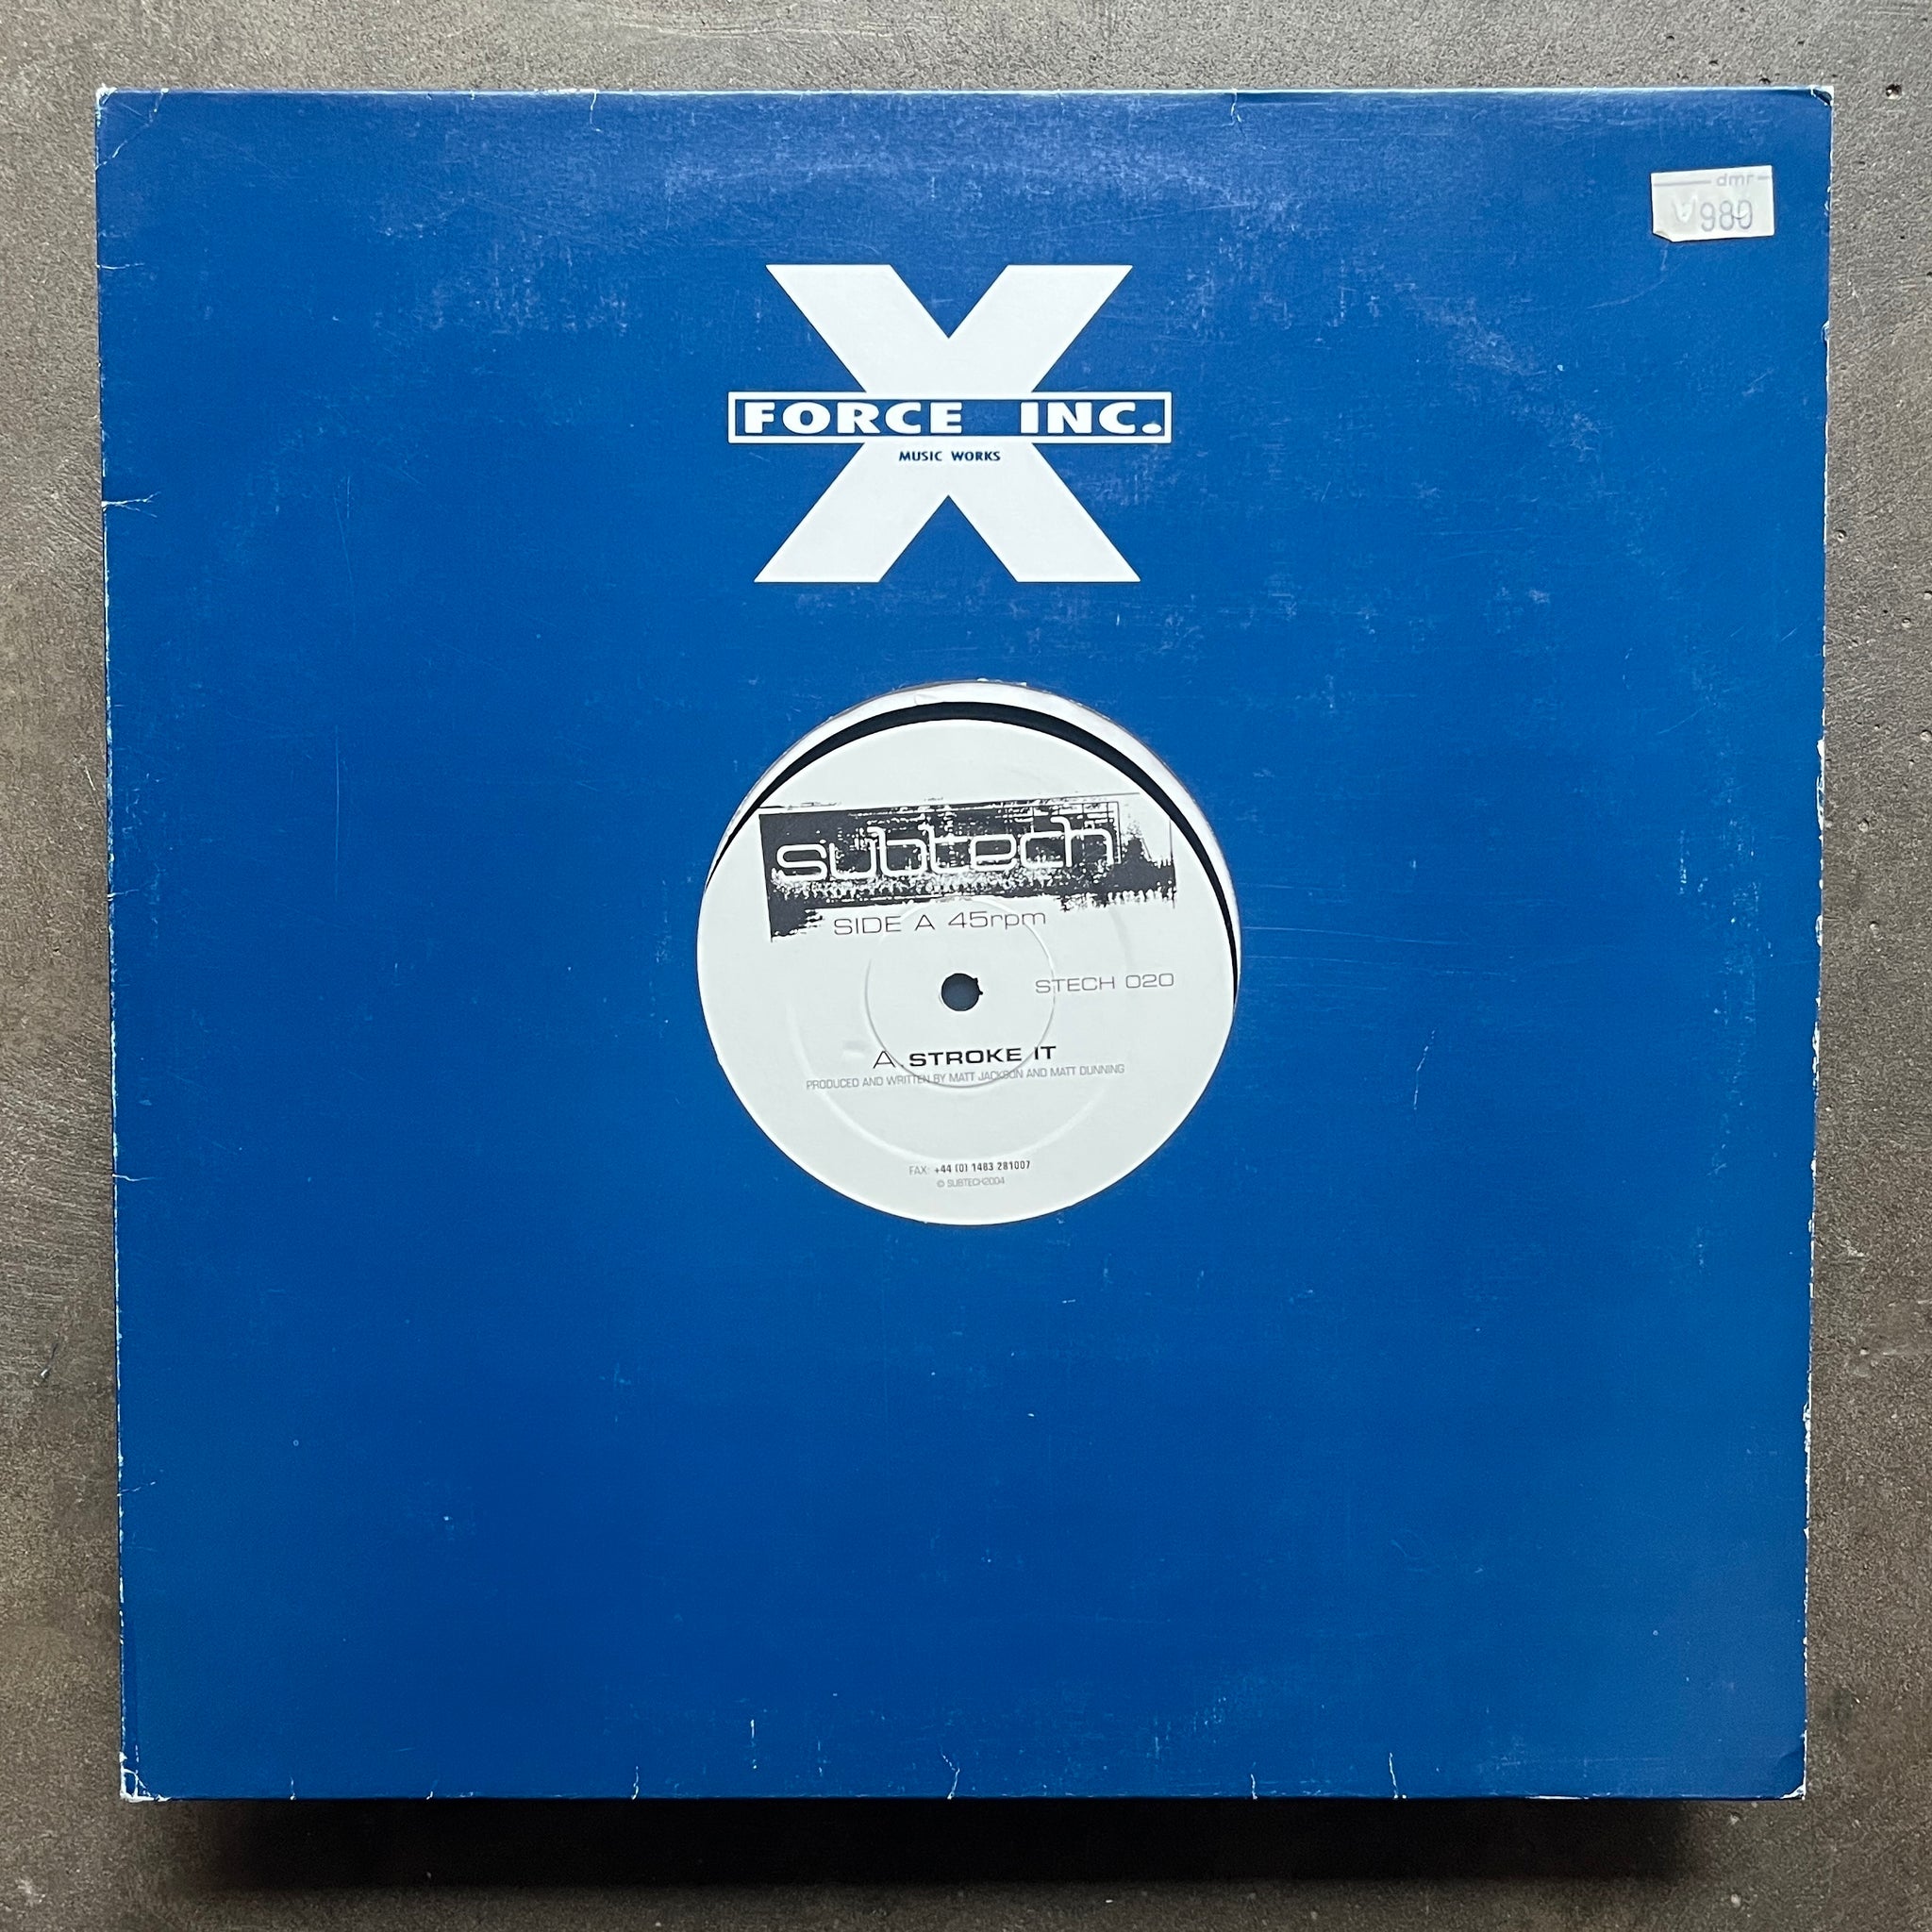 dmr
980
FORCE INC.
MUSIC WORKS
subtech
SIDE A 45rpm
STECH 020
A. STROKE IT
PRODUCED AND WRITTEN BY MATT JACKSON AND MATT DUNNING
FAX: +44 (0) 1483 281007
© SUBTECH2004